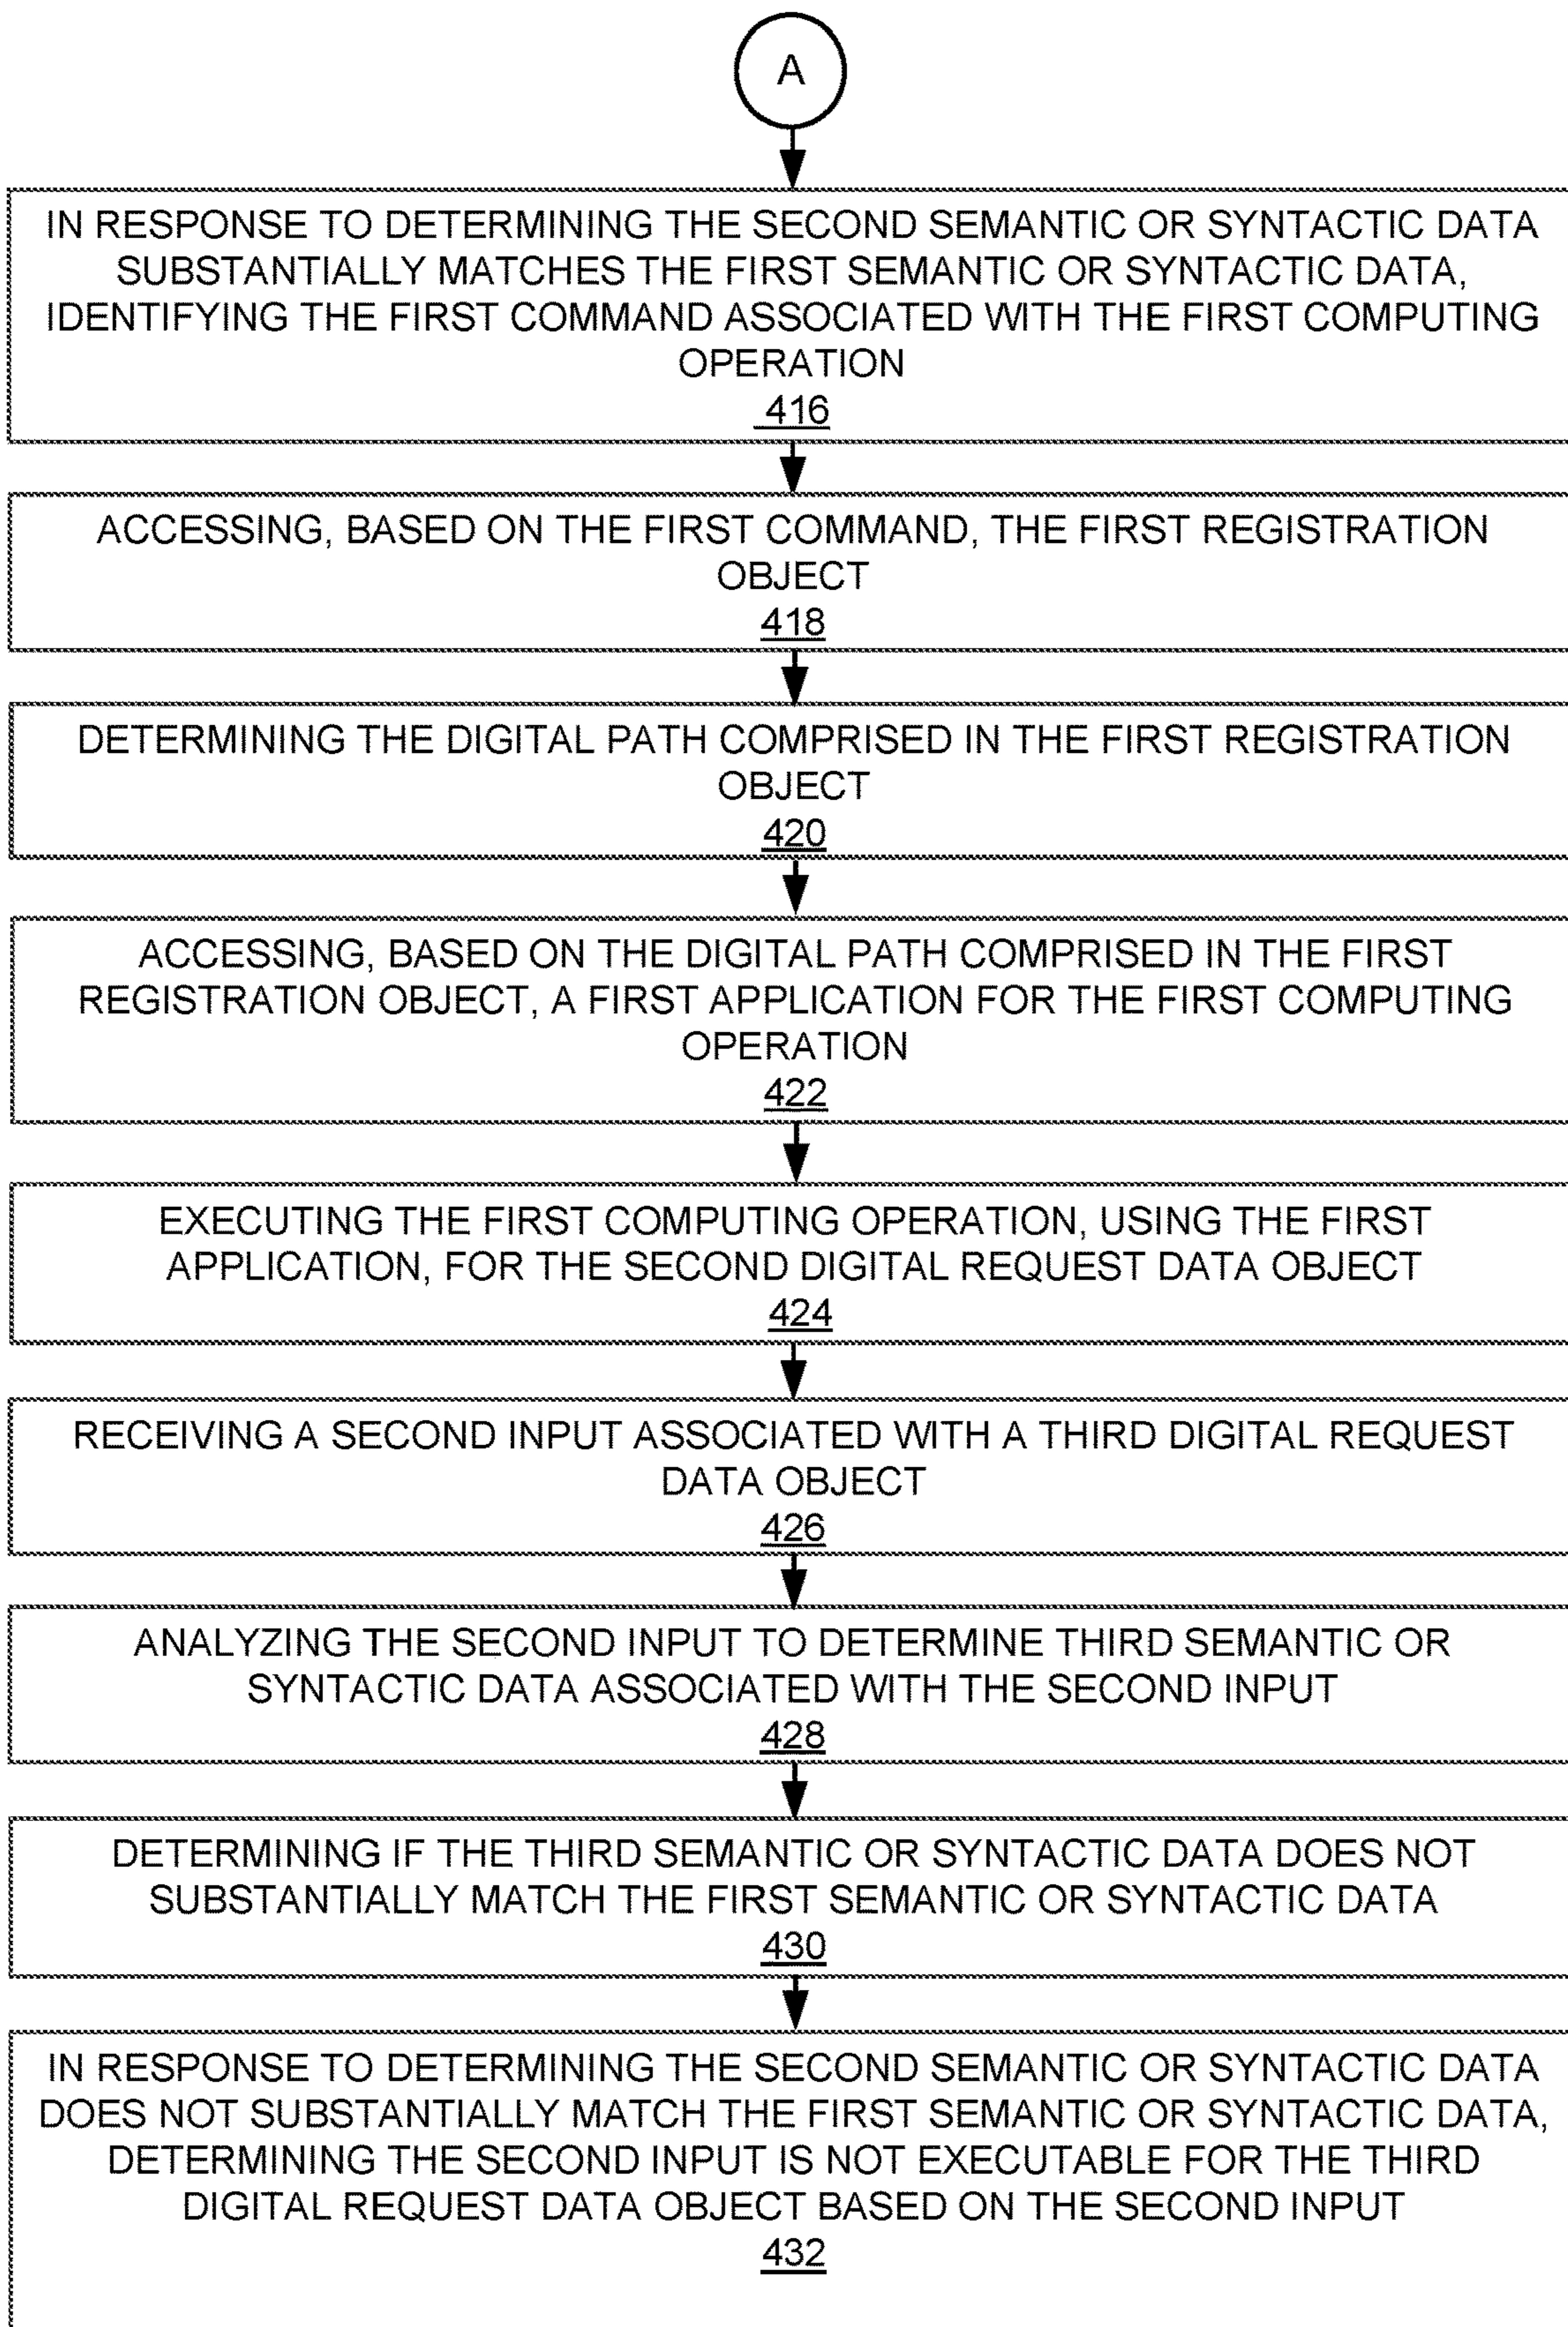 A
IN RESPONSE TO DETERMINING THE SECOND SEMANTIC OR SYNTACTIC DATA
SUBSTANTIALLY MATCHES THE FIRST SEMANTIC OR SYNTACTIC DATA,
IDENTIFYING THE FIRST COMMAND ASSOCIATED WITH THE FIRST COMPUTING
OPERATION
416
ACCESSING, BASED ON THE FIRST COMMAND, THE FIRST REGISTRATION
OBJECT
418
DETERMINING THE DIGITAL PATH COMPRISED IN THE FIRST REGISTRATION
OBJECT
420
ACCESSING, BASED ON THE DIGITAL PATH COMPRISED IN THE FIRST
REGISTRATION OBJECT, A FIRST APPLICATION FOR THE FIRST COMPUTING
OPERATION
422
EXECUTING THE FIRST COMPUTING OPERATION, USING THE FIRST
APPLICATION, FOR THE SECOND DIGITAL REQUEST DATA OBJECT
424
RECEIVING A SECOND INPUT ASSOCIATED WITH A THIRD DIGITAL REQUEST
DATA OBJECT
426
ANALYZING THE SECOND INPUT TO DETERMINE THIRD SEMANTIC OR
SYNTACTIC DATA ASSOCIATED WITH THE SECOND INPUT
428
DETERMINING IF THE THIRD SEMANTIC OR SYNTACTIC DATA DOES NOT
SUBSTANTIALLY MATCH THE FIRST SEMANTIC OR SYNTACTIC DATA
430
IN RESPONSE TO DETERMINING THE SECOND SEMANTIC OR SYNTACTIC DATA
DOES NOT SUBSTANTIALLY MATCH THE FIRST SEMANTIC OR SYNTACTIC DATA,
DETERMINING THE SECOND INPUT IS NOT EXECUTABLE FOR THE THIRD
DIGITAL REQUEST DATA OBJECT BASED ON THE SECOND INPUT
432